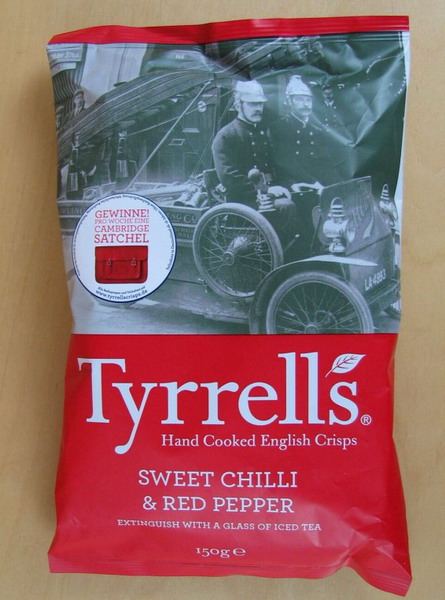 GEWINNE!
PRO WOCHE EINE
CAMBRIDGE
SATCHEL
www.tyrrellscrisps.de
LA·4893
Tyrrells®
Hand Cooked English Crisps
SWEET CHILLI
& RED PEPPER
EXTINGUISH WITH A GLASS OF ICED TEA
150g e